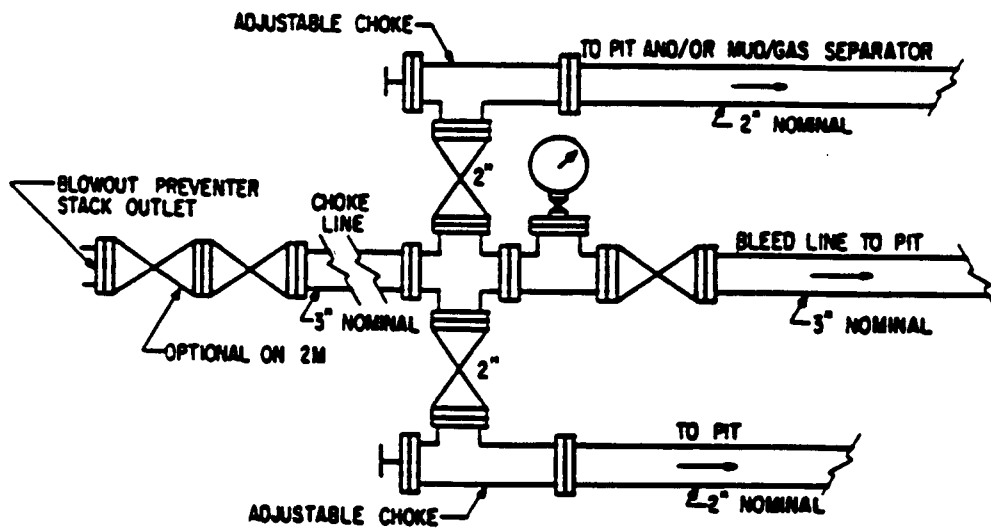 ADJUSTABLE CHOKE
TO PIT AND/OR MUD/GAS SEPARATOR
2" NOMINAL
2"
BLOWOUT PREVENTER
STACK OUTLET
CHOKE
LINE
BLEED LINE TO PIT
3" NOMINAL
3" NOMINAL
OPTIONAL ON 2M
2"
TO PIT
2" NOMINAL
ADJUSTABLE CHOKE